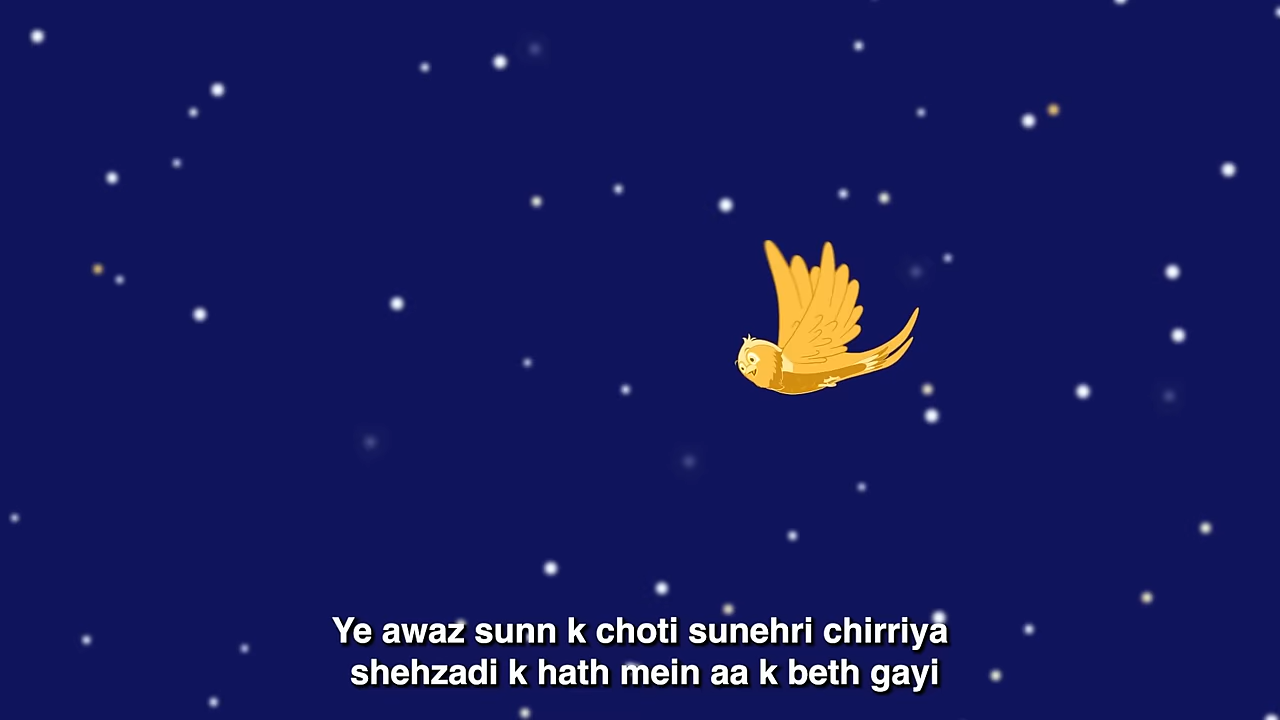 Ye awaz sunn k choti sunehri chirriya
shehzadi k hath mein aa k beth gayi